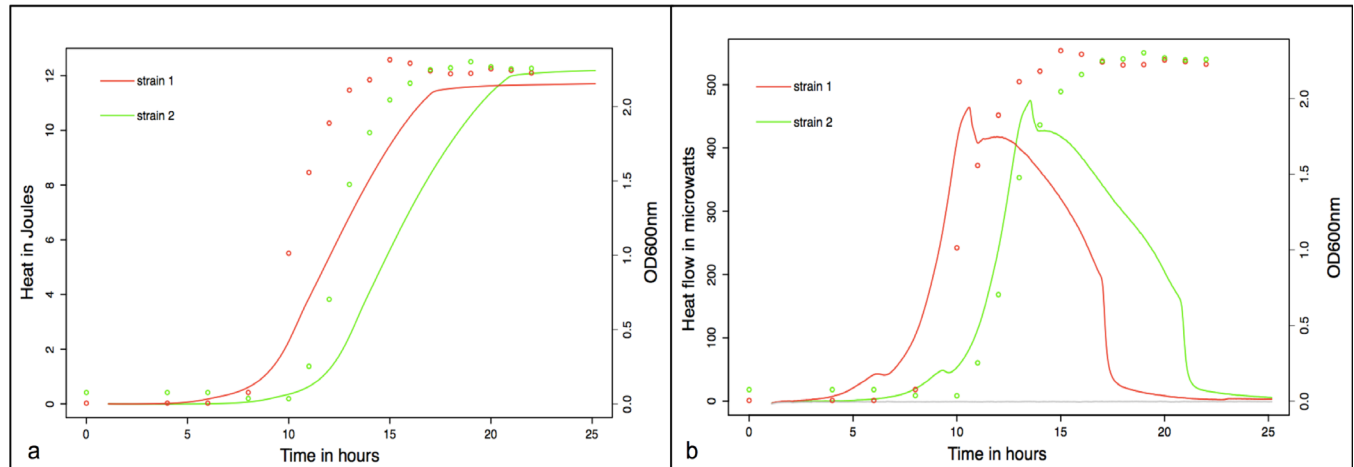 12
10
8
6
4
2
0
Heat in Joules
strain 1
strain 2
2.0
1.5
1.0
0.5
0.0
OD600nm
0 5 10 15 20 25
Time in hours
a
500
400
300
200
100
0
Heat flow in microwatts
strain 1
strain 2
2.0
1.5
1.0
0.5
0.0
OD600nm
0 5 10 15 20 25
Time in hours
b